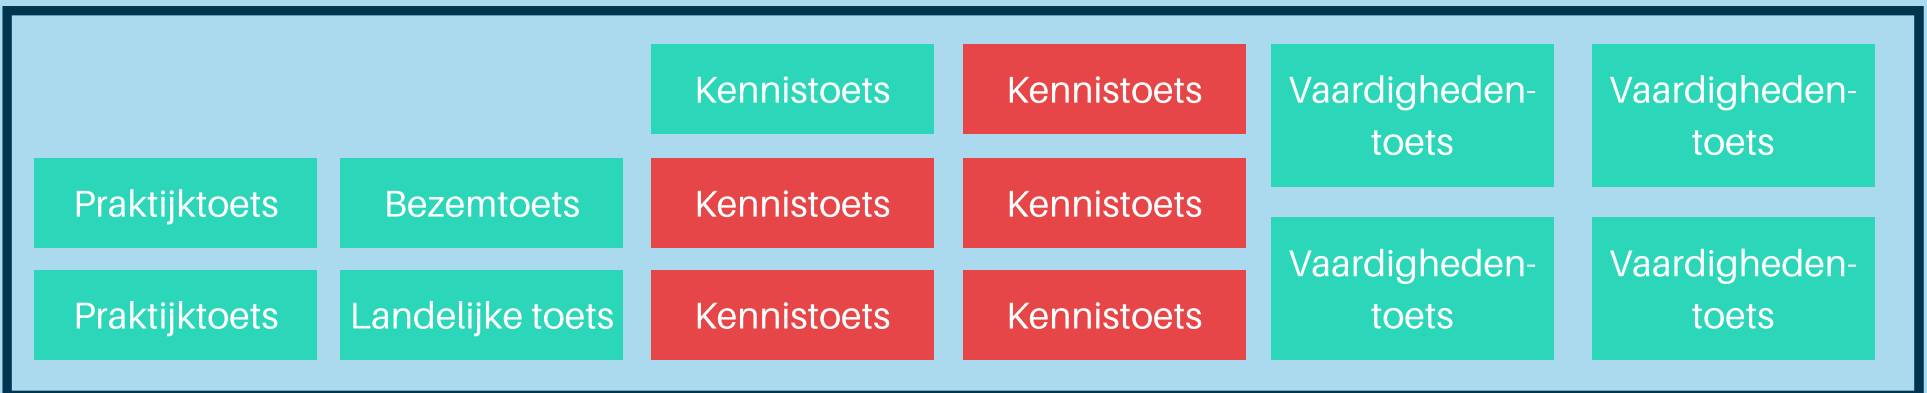 Kennistoets
Kennistoets
Vaardigheden-
toets
Vaardigheden-
toets
Praktijktoets
Bezemtoets
Kennistoets
Kennistoets
Praktijktoets
Landelijke toets
Kennistoets
Kennistoets
Vaardigheden-
toets
Vaardigheden-
toets